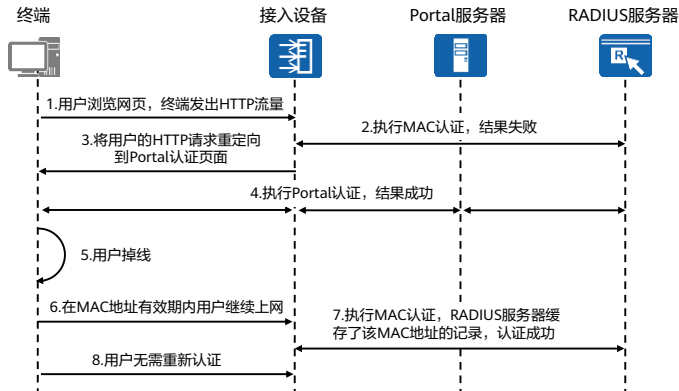 终端
接入设备
Portal服务器
RADIUS服务器
R
1.用户浏览网页，终端发出HTTP流量
2.执行MAC认证，结果失败
3.将用户的HTTP请求重定向
到Portal认证页面
4.执行Portal认证，结果成功
5.用户掉线
6.在MAC地址有效期内用户继续上网
7.执行MAC认证，RADIUS服务器缓
存了该MAC地址的记录，认证成功
8.用户无需重新认证